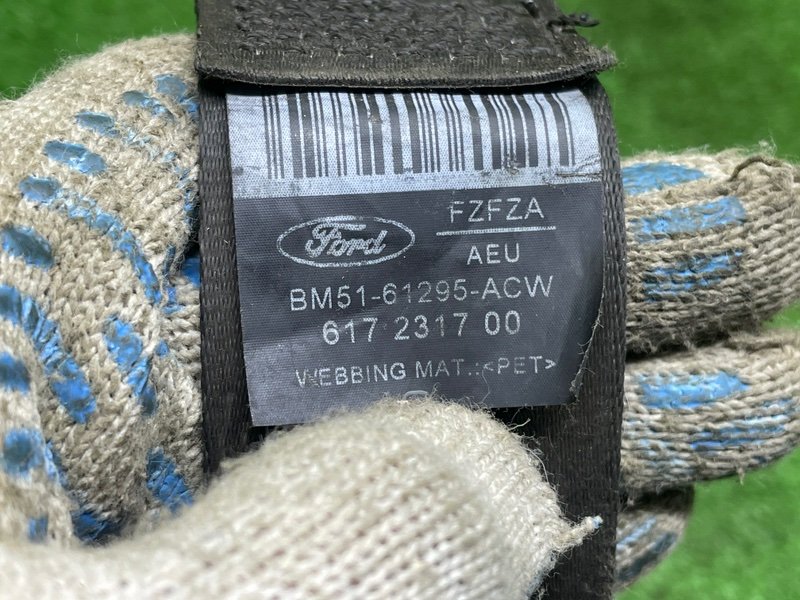 Ford
FZFZA
AEU
BM51-61295-ACW
617 2317 00
WEBBING MAT.:<PET>